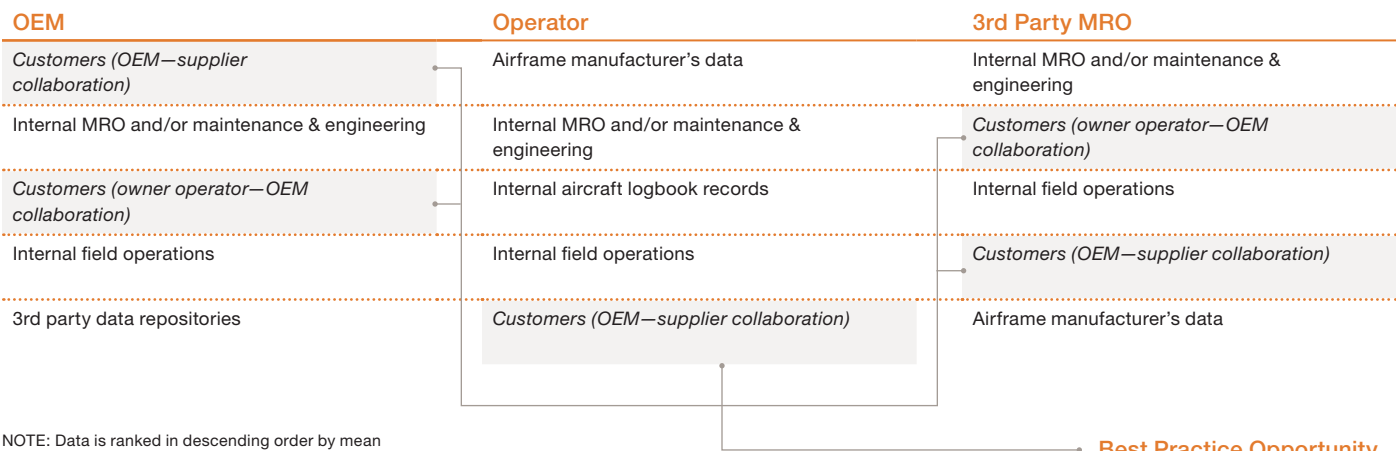 OEM
Operator
3rd Party MRO
Customers (OEM—supplier
collaboration)
Airframe manufacturer’s data
Internal MRO and/or maintenance &
engineering
Internal MRO and/or maintenance & engineering
Internal MRO and/or maintenance &
engineering
Customers (owner operator—OEM
collaboration)
Customers (owner operator—OEM
collaboration)
Internal aircraft logbook records
Internal field operations
Internal field operations
Internal field operations
Customers (OEM—supplier collaboration)
3rd party data repositories
Customers (OEM—supplier collaboration)
Airframe manufacturer’s data
NOTE: Data is ranked in descending order by mean
Best Practice Opportunity